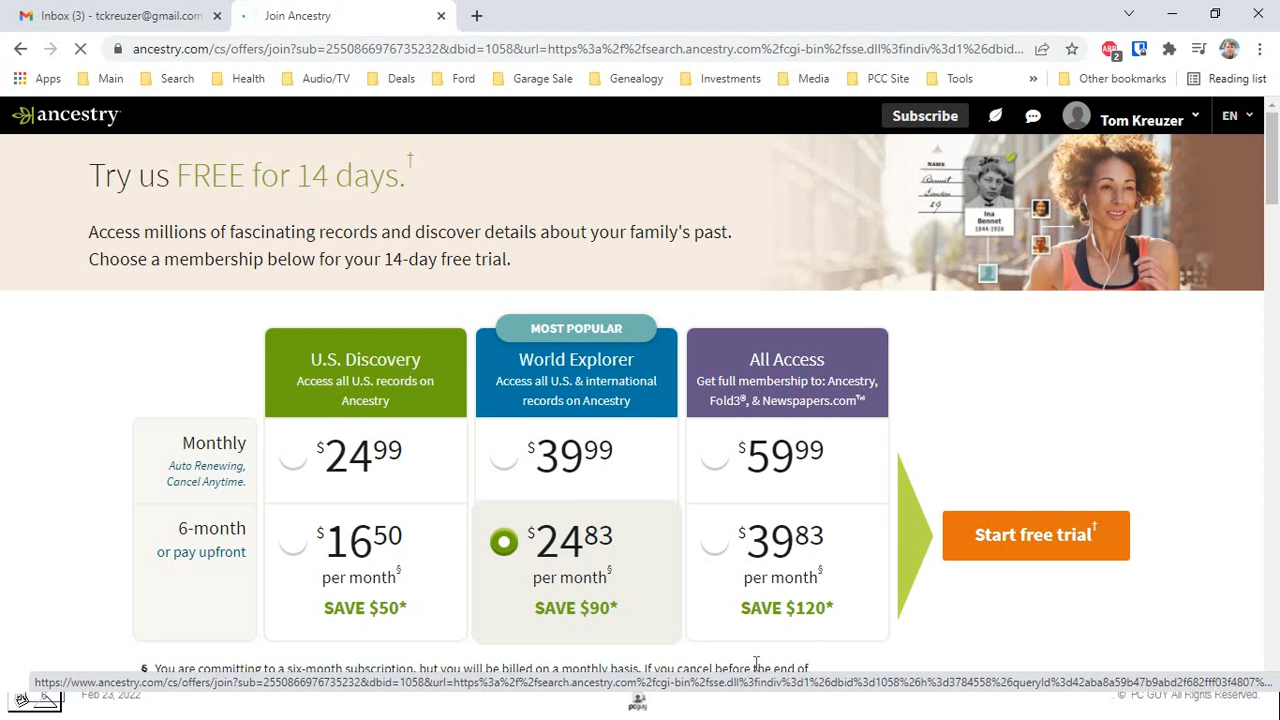 Inbox (3) - tckreuzer@gmail.com
Join Ancestry
ancestry.com/cs/offers/join?sub=2550866976735232&dbid=1058&url=https%3a%2f%2fsearch.ancestry.com%2fcgi-bin%2fsse.dll%3findiv%3d1%26dbid...
Apps Main Search Health Audio/TV Deals Ford Garage Sale Genealogy Investments Media PCC Site Tools » Other bookmarks Reading list
ancestry Subscribe Tom Kreuzer EN
Try us FREE for 14 days.†
Access millions of fascinating records and discover details about your family's past.
Choose a membership below for your 14-day free trial.
NAME
Ina
Bennet
1844-1928
MOST POPULAR
U.S. Discovery
Access all U.S. records on
Ancestry
World Explorer
Access all U.S. & international
records on Ancestry
All Access
Get full membership to: Ancestry,
Fold3®, & Newspapers.com™
Monthly
Auto Renewing,
Cancel Anytime.
$24.99 $39.99 $59.99
6-month
or pay upfront
$16.50
per month§
SAVE $50*
$24.83
per month§
SAVE $90*
$39.83
per month§
SAVE $120*
Start free trial†
§ You are committing to a six-month subscription, but you will be billed on a monthly basis. If you cancel before the end of
https://www.ancestry.com/cs/offers/join?sub=2550866976735232&dbid=1058&url=https%3a%2f%2fsearch.ancestry.com%2fcgi-bin%2fsse.dll%3findiv%3d1%26dbid%3d1058%26h%3d3784558%26queryId%3d42aba8a59b47b9abd2f682fff03f4807%...
Feb 23, 2022
pcguy
© PC GUY All Rights Reserved.